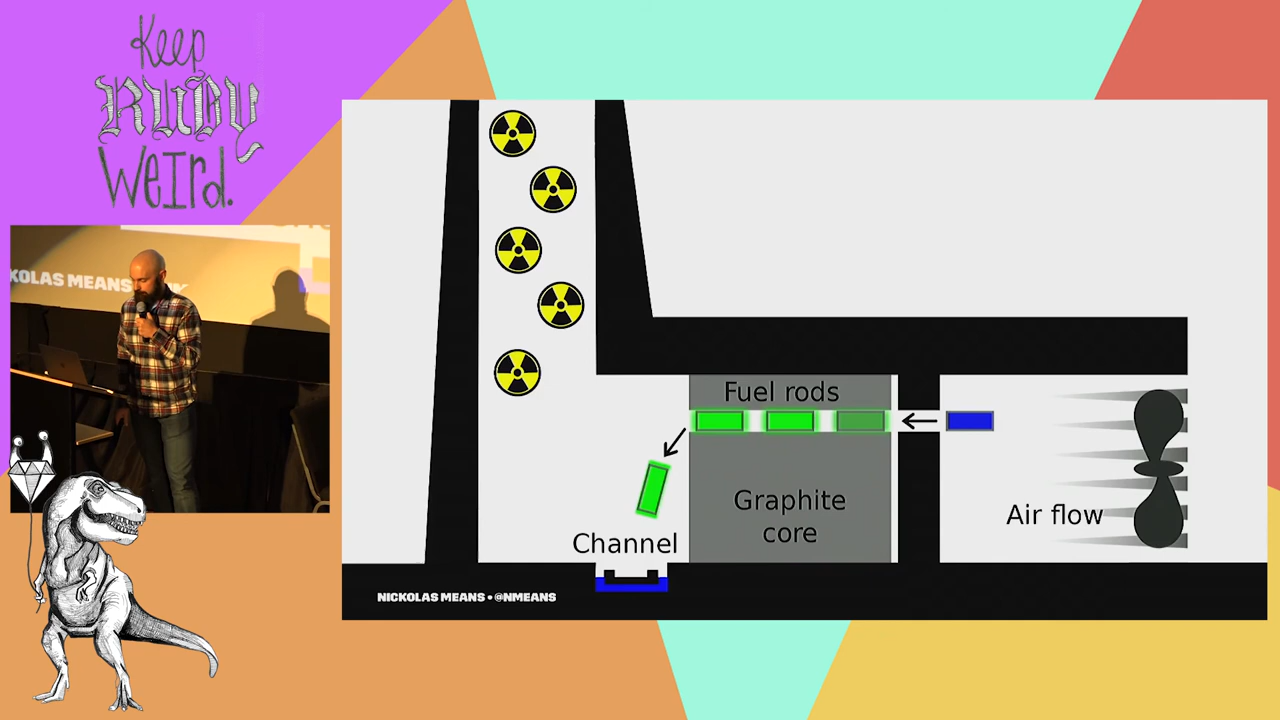 Keep
RUBY
Weird.
KOLAS MEANS
Fuel rods
Graphite
core
Air flow
Channel
NICKOLAS MEANS • @NMEANS